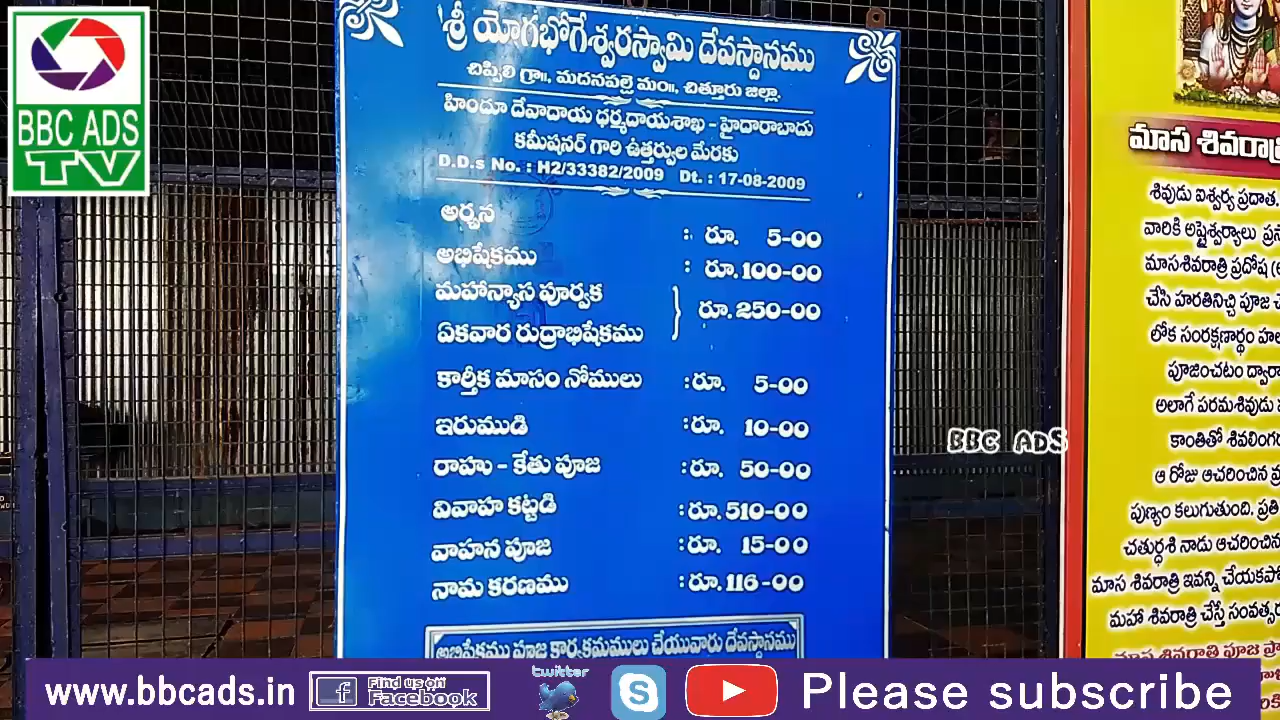 BBC ADS
TV
శ్రీ యోగభోగేశ్వరస్వామి దేవస్థానము
చిప్పిలి గ్రా॥, మదనపల్లె మం॥, చిత్తూరు జిల్లా.
హిందూ దేవాదాయ ధర్మదాయశాఖ - హైదారాబాదు
కమీషనర్ గారి ఉత్తర్వుల మేరకు
D.D.s No. : H2/33382/2009 Dt. : 17-08-2009
అర్చన : రూ. 5-00
అభిషేకము : రూ.100-00
మహాన్యాస పూర్వక
ఏకవార రుద్రాభిషేకము } రూ.250-00
కార్తీక మాసం నోములు :రూ. 5-00
ఇరుముడి :రూ. 10-00
రాహు - కేతు పూజ :రూ. 50-00
వివాహ కట్టడి :రూ.510-00
వాహన పూజ :రూ. 15-00
నామ కరణము :రూ.116-00
అభిషేకము పూజ కార్యక్రమములు చేయువారు దేవస్థానము
మాస శివరాత్రి
శివుడు ఐశ్వర్య ప్రదాత.
వారికి అష్టైశ్వర్యాలు
మాసశివరాత్రి ప్రదోష
చేసి హరతినిచ్చి పూజ
లోక సంరక్షణార్థం
పూజించటం ద్వారా
అలాగే పరమశివుడు
కాంతితో శివలింగ
ఆ రోజు ఆచరించిన
పుణ్యం కలుగుతుంది. ప్రతి
చతుర్దశి నాడు ఆచరించిన
మాస శివరాత్రి ఇవన్ని
మహా శివరాత్రి చేస్తే
మాస శివరాత్రి పూజ
BBC ADS
www.bbcads.in
Find us on
Facebook
twitter
Please subscribe